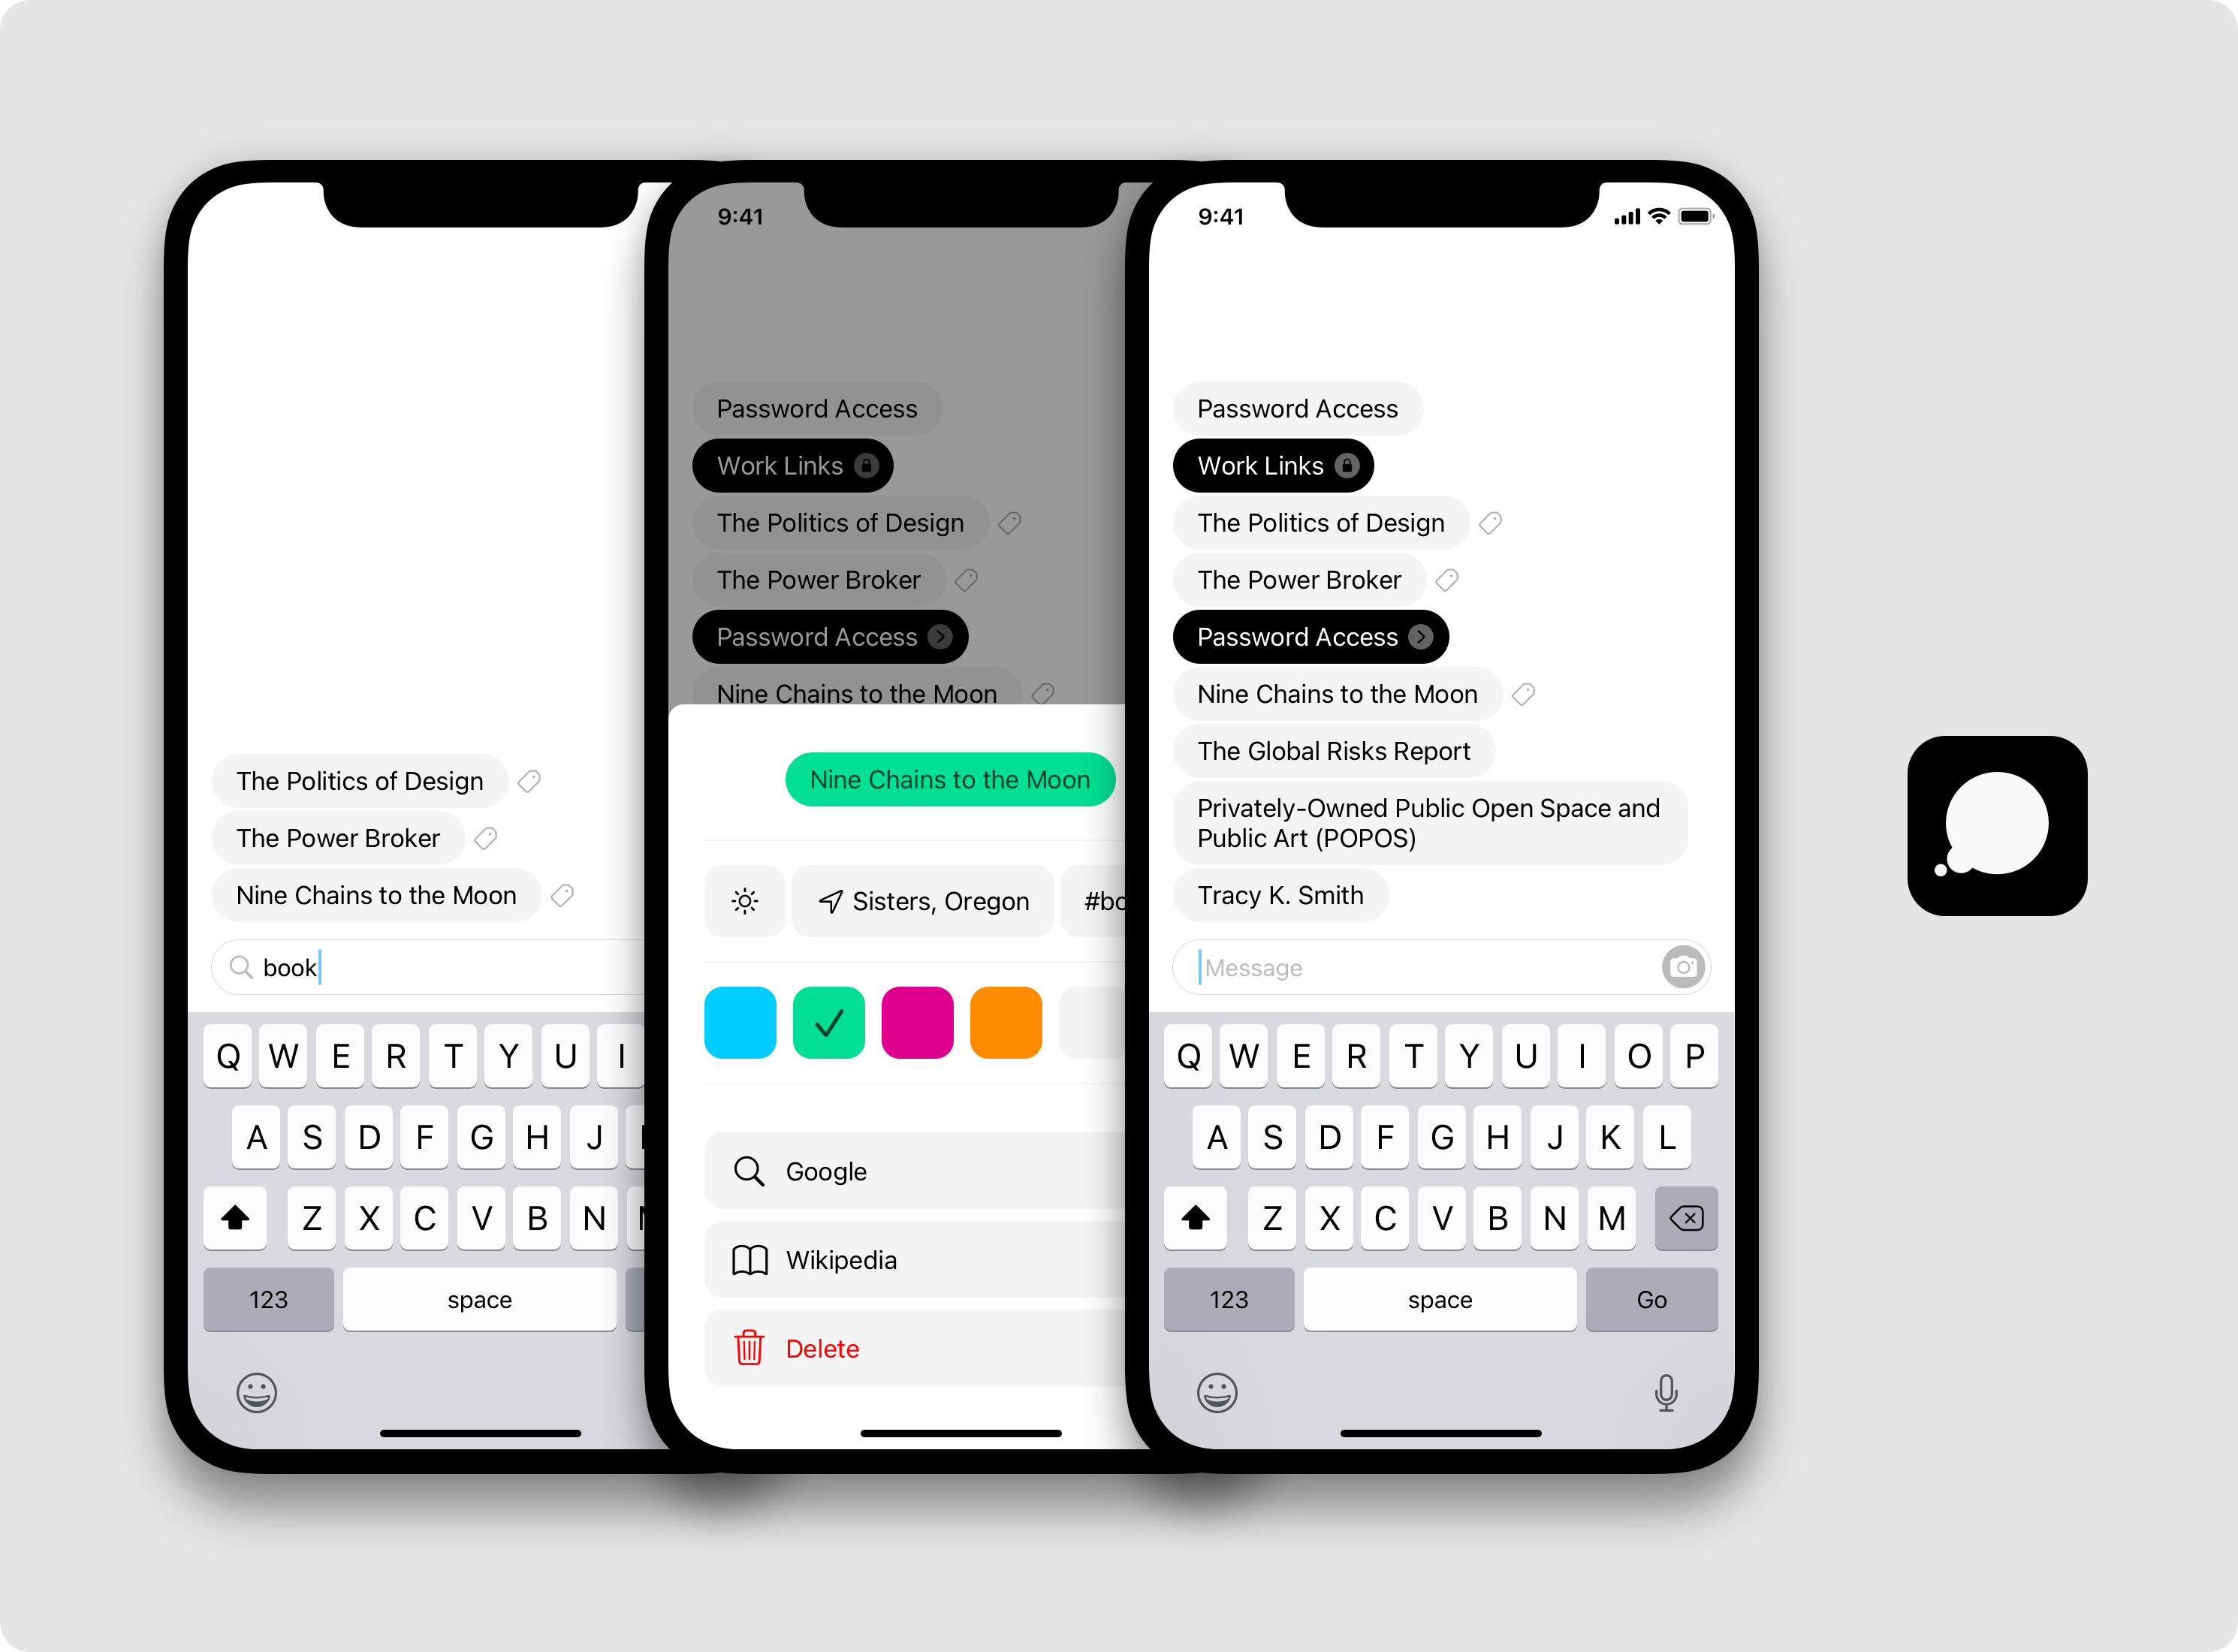 The Politics of Design
The Power Broker
Nine Chains to the Moon
book
Q W E R T Y U I
A S D F G H J
Z X C V B N
123 space
9:41
Password Access
Work Links
The Politics of Design
The Power Broker
Password Access
Nine Chains to the Moon
Nine Chains to the Moon
Sisters, Oregon #bo
Google
Wikipedia
Delete
9:41
Password Access
Work Links
The Politics of Design
The Power Broker
Password Access
Nine Chains to the Moon
The Global Risks Report
Privately-Owned Public Open Space and
Public Art (POPOS)
Tracy K. Smith
Message
Q W E R T Y U I O P
A S D F G H J K L
Z X C V B N M
123 space Go